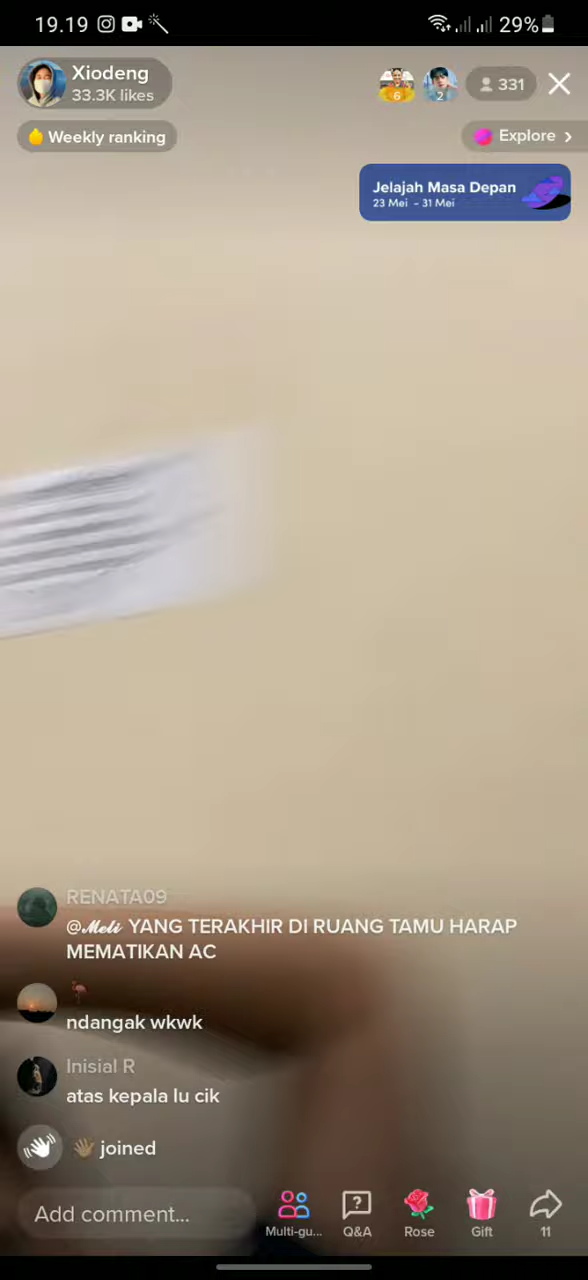 19.19
29%
Xiodeng
33.3K likes
6
2
331
Weekly ranking
Explore
Jelajah Masa Depan
23 Mei - 31 Mei
RENATA09
@Meli YANG TERAKHIR DI RUANG TAMU HARAP
MEMATIKAN AC
ndangak wkwk
Inisial R
atas kepala lu cik
joined
Add comment...
Multi-gu...
Q&A
Rose
Gift
11